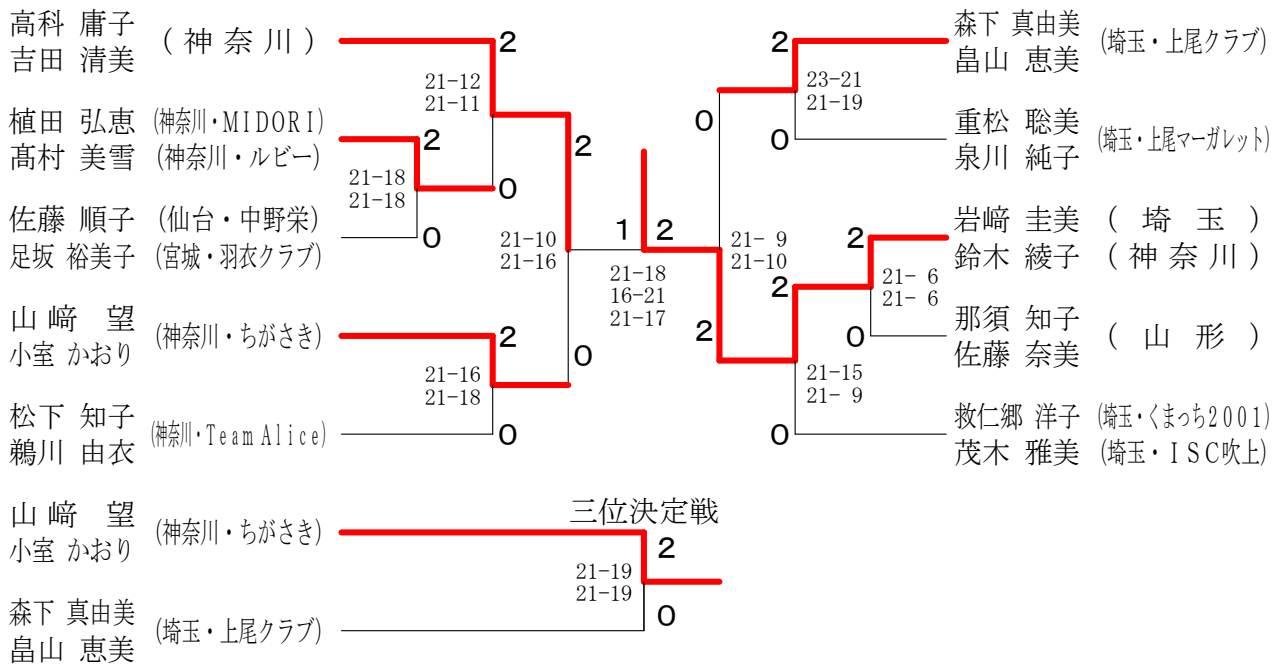 高科 庸子
吉田 清美
(神奈川)
植田 弘恵 (神奈川・MIDORI)
髙村 美雪 (神奈川・ルビー)
佐藤 順子 (仙台・中野栄)
足坂 裕美子 (宮城・羽衣クラブ)
山﨑 望
小室 かおり
(神奈川・ちがさき)
松下 知子
鵜川 由衣
(神奈川・Team Alice)
2
21-12
21-11
0
2
21-18
21-18
0
2
21-10
21-16
0
2
21-16
21-18
0
1
2
21-18
16-21
21-17
0
21- 9
21-10
2
2
23-21
21-19
0
2
21-15
21- 9
0
2
21- 6
21- 6
0
森下 真由美
畠山 恵美
(埼玉・上尾クラブ)
重松 聡美
泉川 純子
(埼玉・上尾マーガレット)
岩﨑 圭美 (埼玉)
鈴木 綾子 (神奈川)
那須 知子
佐藤 奈美
(山形)
救仁郷 洋子 (埼玉・くまっち2001)
茂木 雅美 (埼玉・ISC吹上)
三位決定戦
山﨑 望
小室 かおり
(神奈川・ちがさき)
2
21-19
21-19
0
森下 真由美
畠山 恵美
(埼玉・上尾クラブ)